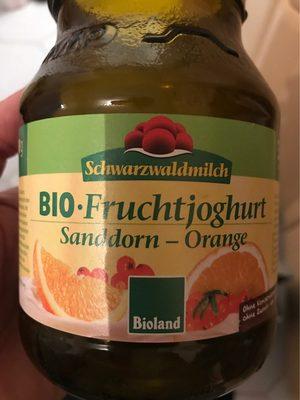 Schwarzwaldmilch
BIO·Fruchtjoghurt
Sanddorn – Orange
Bioland